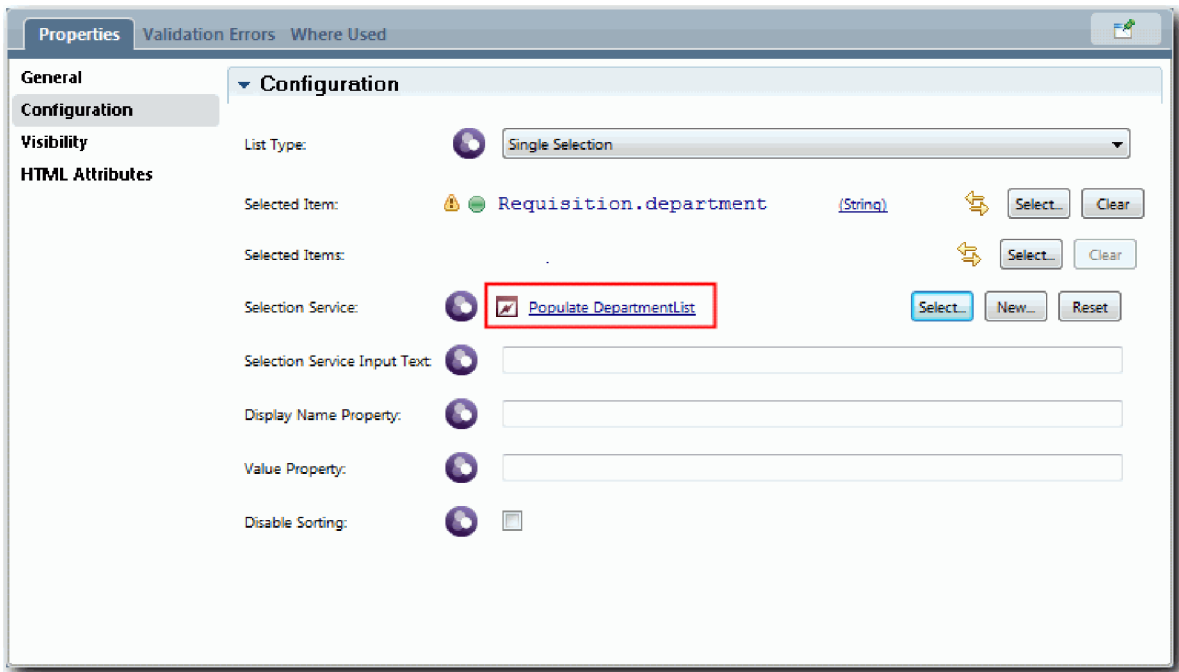 Properties Validation Errors Where Used
General
Configuration
Visibility
HTML Attributes
Configuration
List Type: Single Selection
Selected Item: Requisition.department (String) Select... Clear
Selected Items: Select... Clear
Selection Service: Populate DepartmentList Select... New... Reset
Selection Service Input Text:
Display Name Property:
Value Property:
Disable Sorting: